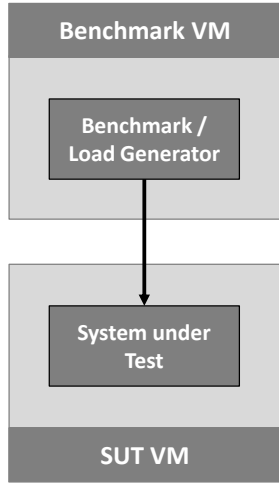 Benchmark VM
Benchmark /
Load Generator
System under
Test
SUT VM